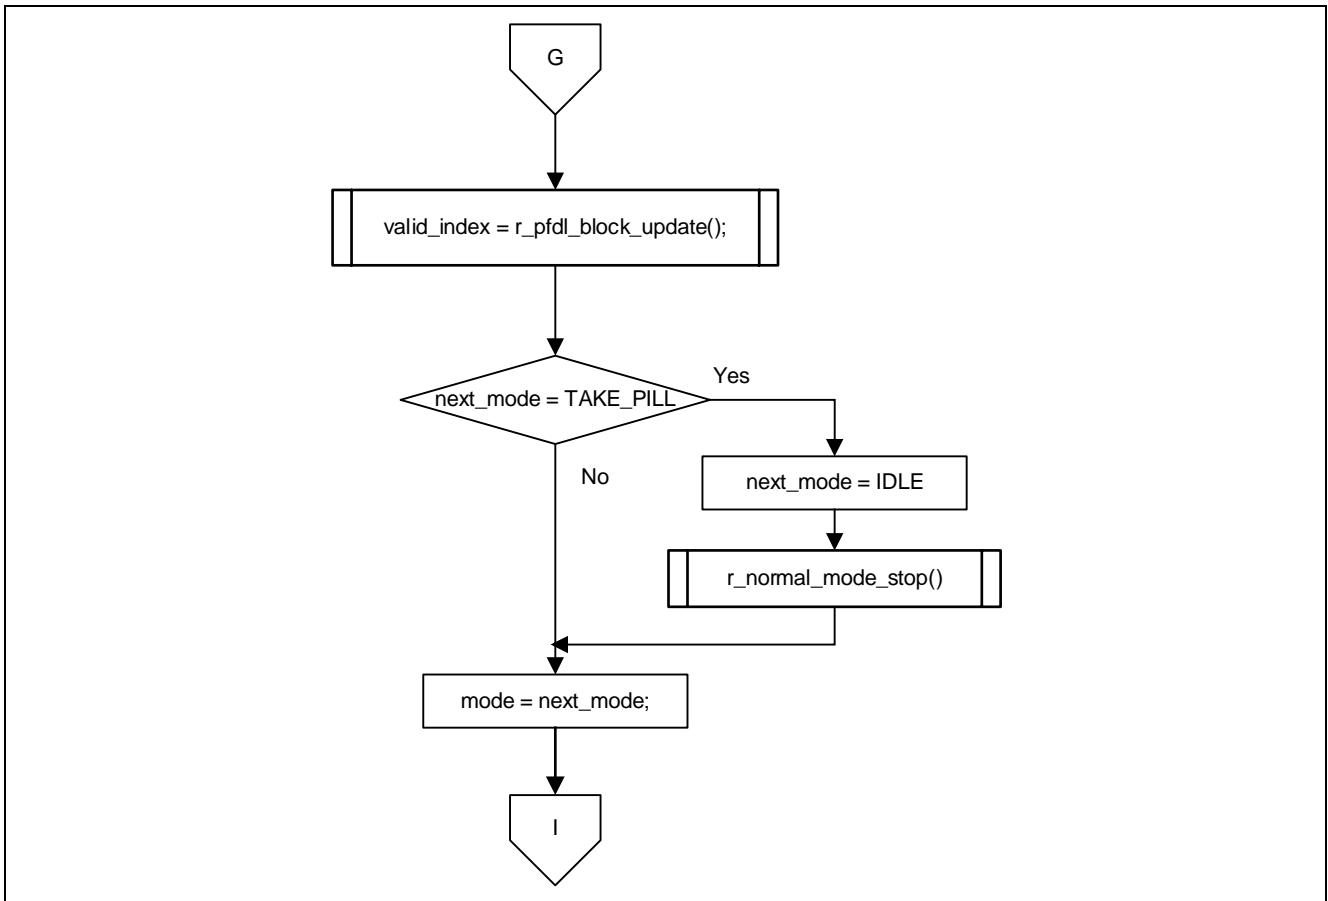 G
valid_index = r_pfdl_block_update();
next_mode = TAKE_PILL
Yes
No
next_mode = IDLE
r_normal_mode_stop()
mode = next_mode;
I